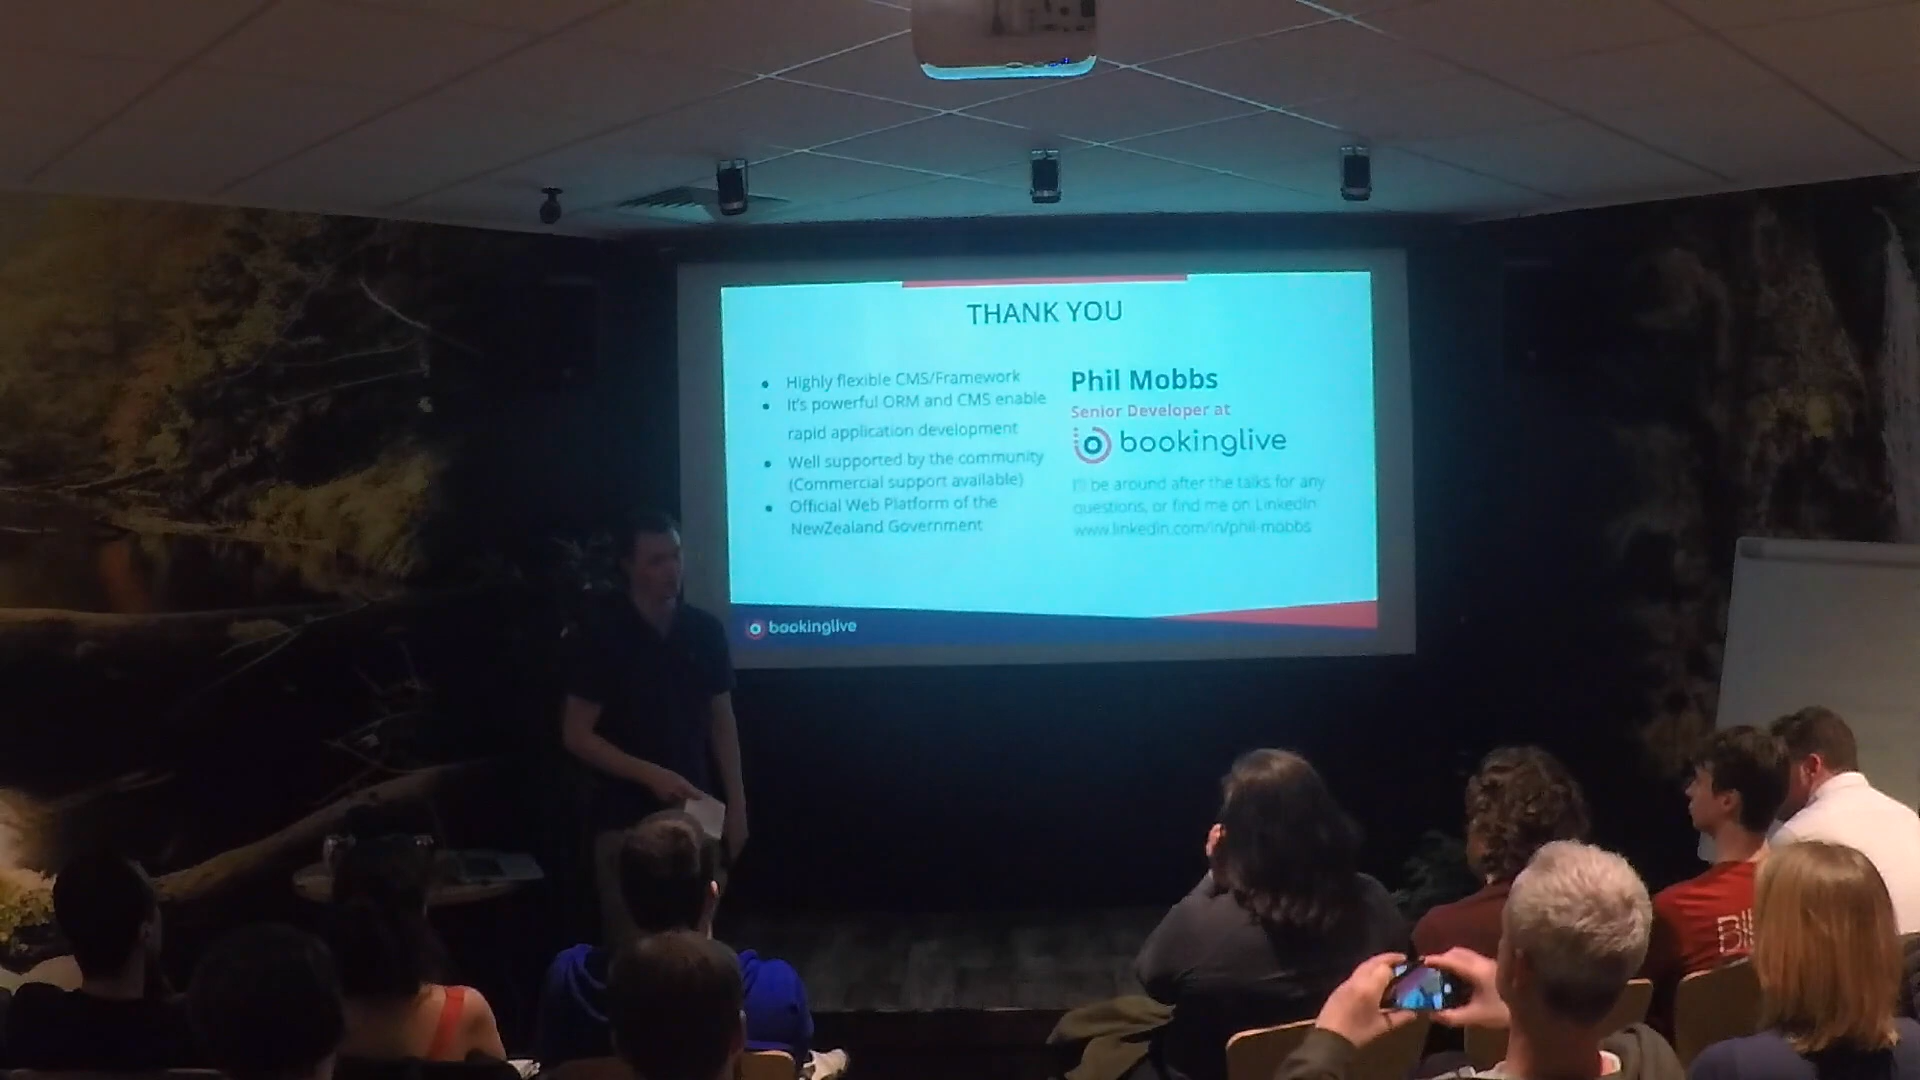 THANK YOU
Highly flexible CMS/Framework
It's powerful ORM and CMS enable
rapid application development
Well supported by the community
(Commercial support available)
Official Web Platform of the
NewZealand Government
Phil Mobbs
Senior Developer at
bookinglive
I'll be around after the talks for any
questions, or find me on LinkedIn
www.linkedin.com/in/phil-mobbs
bookinglive